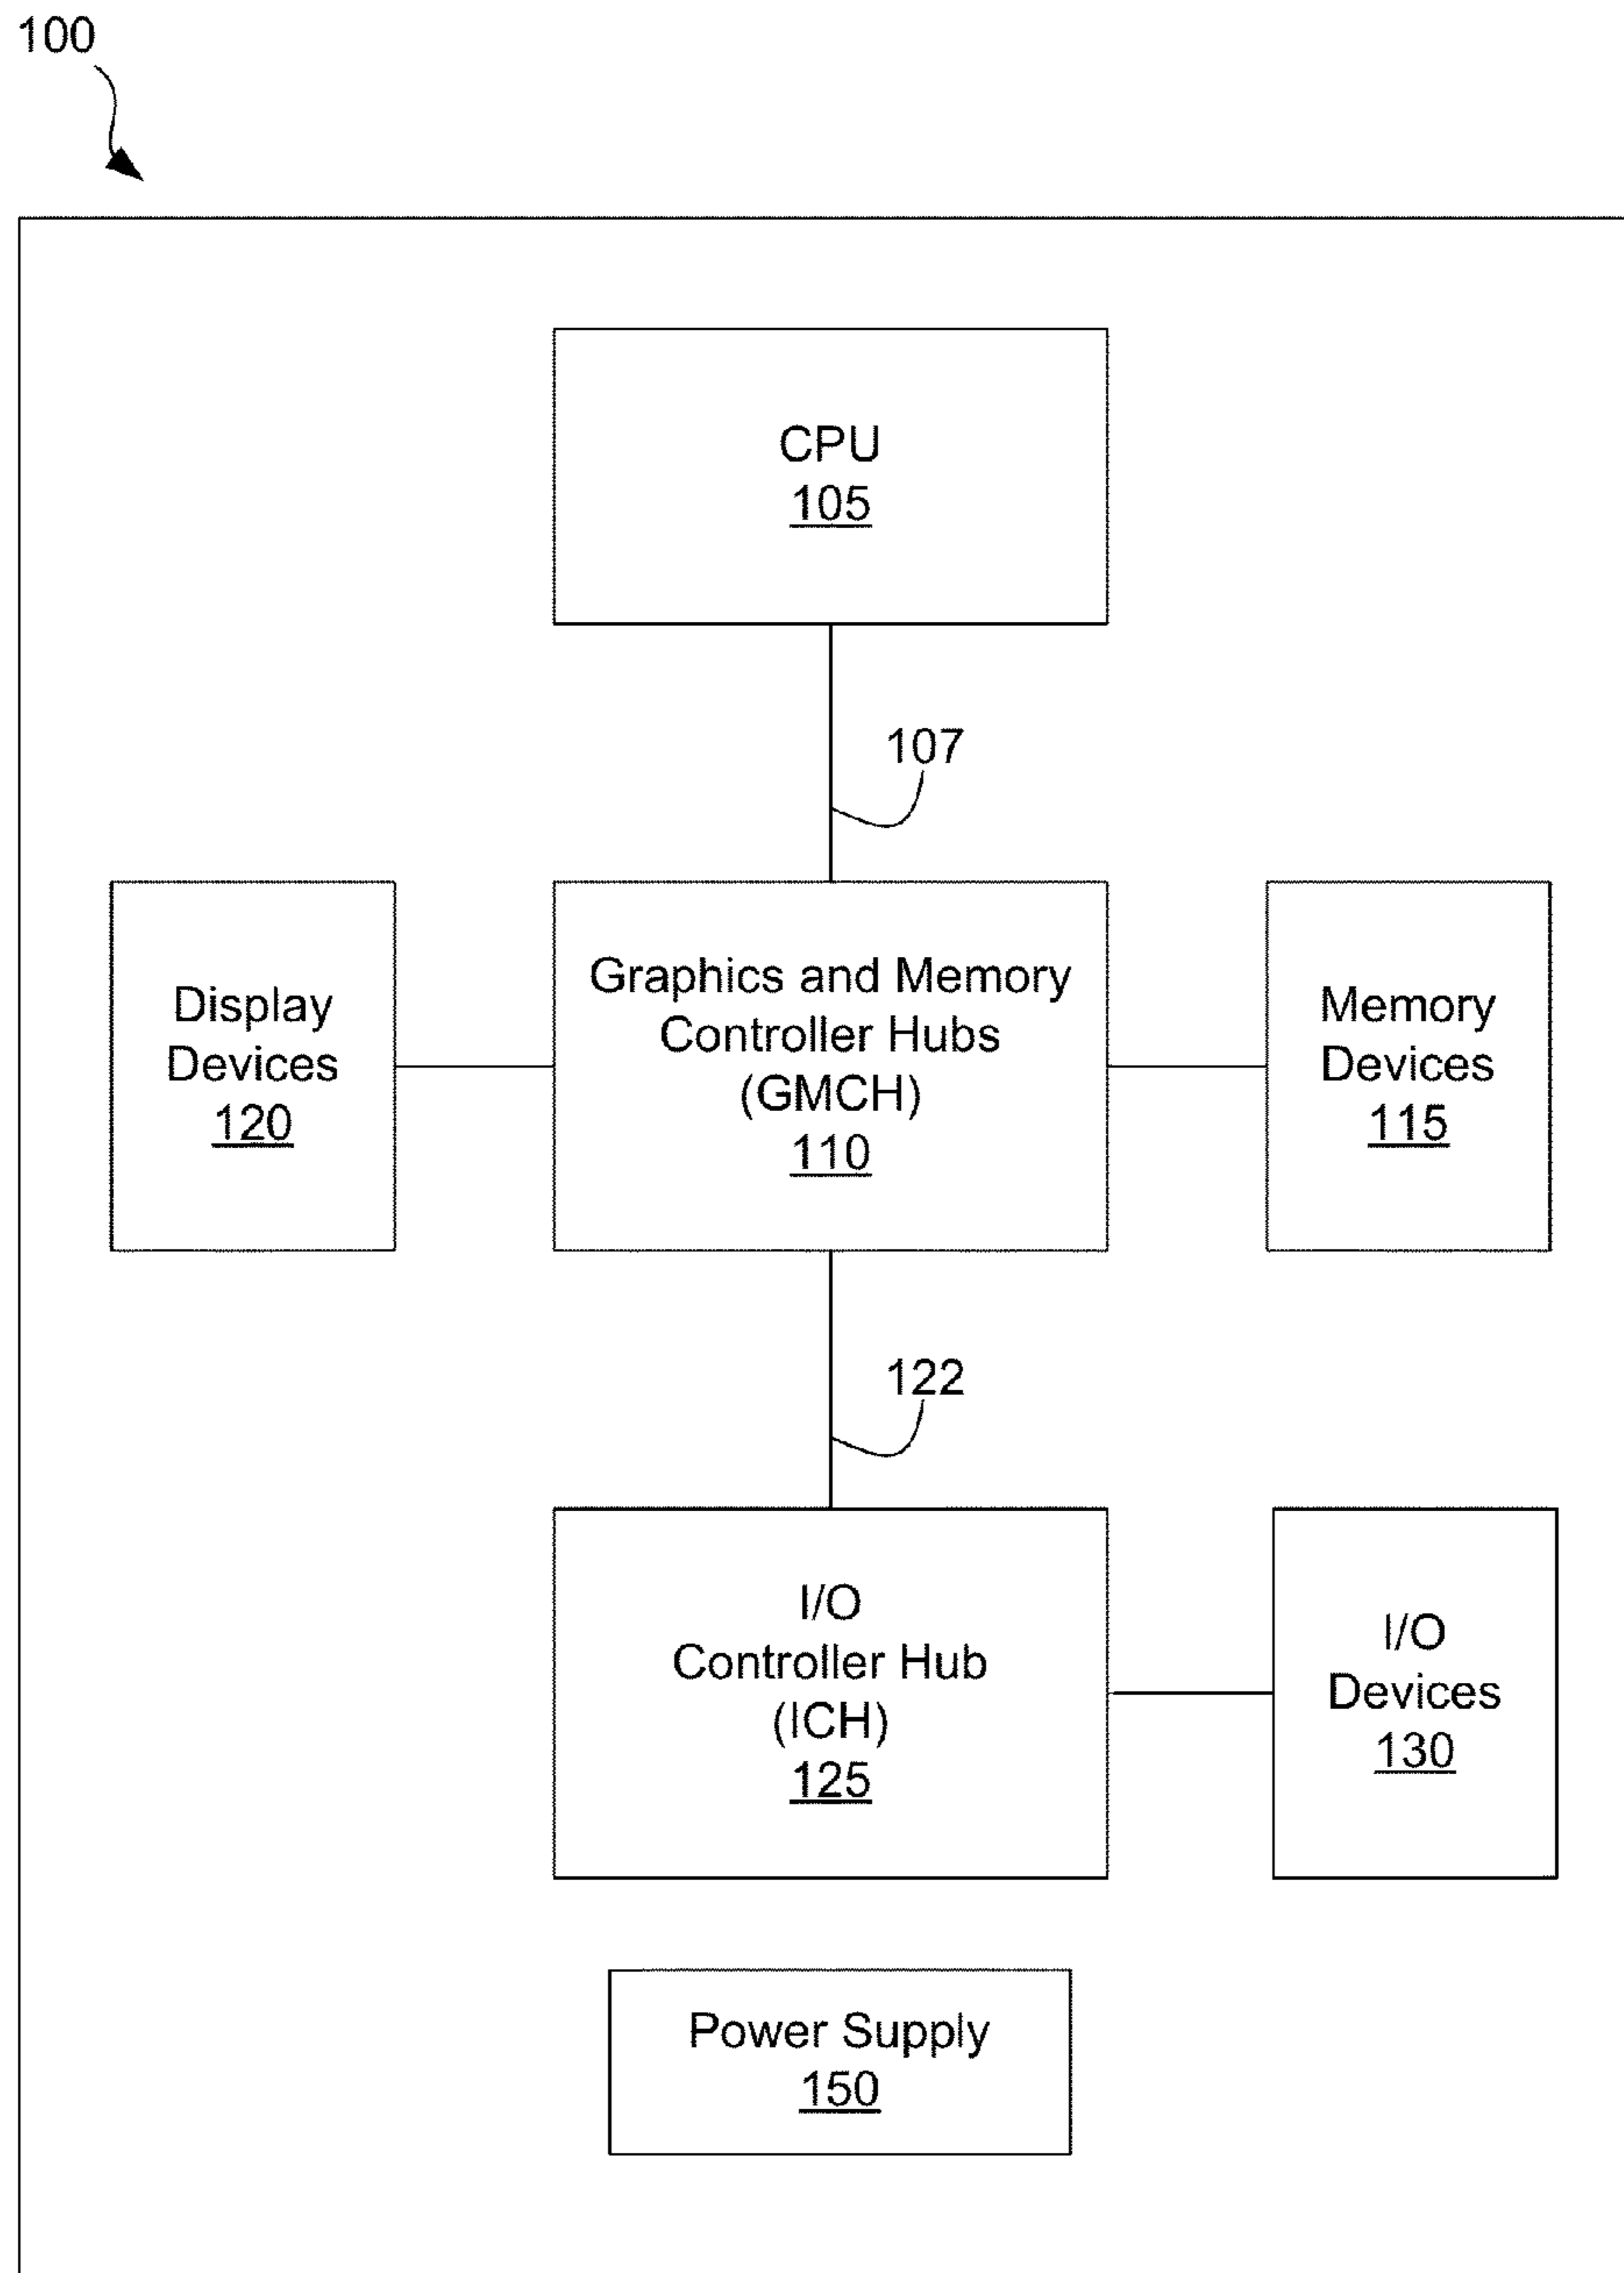 100
CPU
105
107
Display
Devices
120
Graphics and Memory
Controller Hubs
(GMCH)
110
Memory
Devices
115
122
I/O
Controller Hub
(ICH)
125
I/O
Devices
130
Power Supply
150